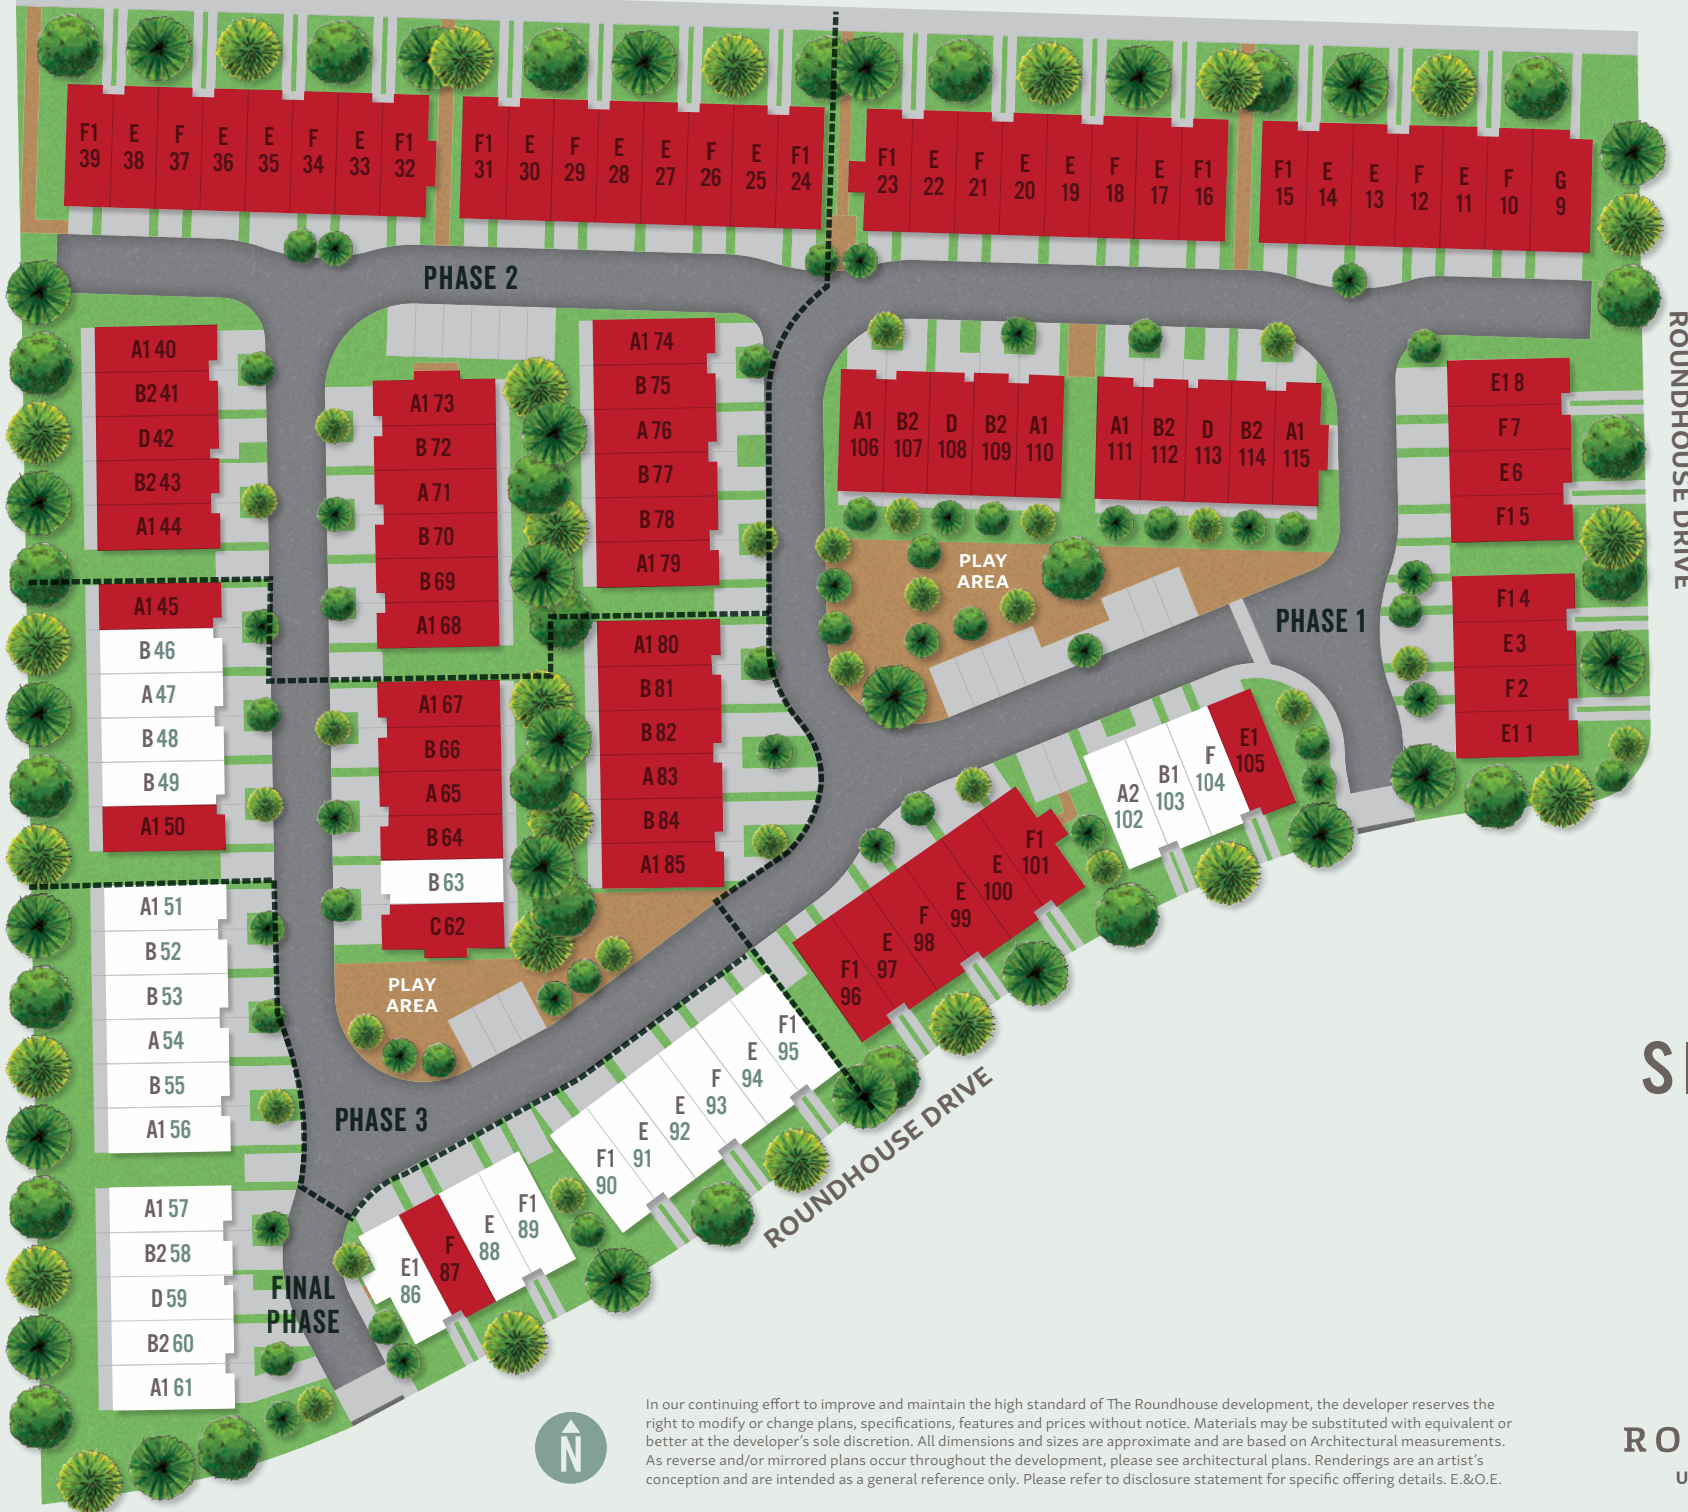 F1 39
E 38
F 37
E 36
E 35
F 34
E 33
F1 32
F1 31
E 30
F 29
E 28
E 27
F 26
E 25
F1 24
F1 23
E 22
F 21
E 20
E 19
F 18
E 17
F1 16
F1 15
E 14
E 13
F 12
E 11
F 10
G 9
PHASE 2
A1 40
B2 41
D 42
B2 43
A1 44
A1 73
B 72
A 71
B 70
B 69
A1 68
A1 74
B 75
A 76
B 77
B 78
A1 79
A1 106
B2 107
D 108
B2 109
A1 110
A1 111
B2 112
D 113
B2 114
A1 115
E1 8
F 7
E 6
F1 5
F1 4
E 3
F 2
E1 1
ROUNDHOUSE DRIVE
PLAY
AREA
PHASE 1
A1 45
B 46
A 47
B 48
B 49
A1 50
A1 67
B 66
A 65
B 64
B 63
C 62
A1 80
B 81
B 82
A 83
B 84
A1 85
A2 102
B1 103
F 104
E1 105
F1 96
E 97
F 98
E 99
E 100
F1 101
A1 51
B 52
B 53
A 54
B 55
A1 56
PLAY
AREA
PHASE 3
F1 90
E 91
E 92
F 93
E 94
F1 95
ROUNDHOUSE DRIVE
A1 57
B2 58
D 59
B2 60
A1 61
FINAL
PHASE
E1 86
F 87
E 88
F1 89
N
In our continuing effort to improve and maintain the high standard of The Roundhouse development, the developer reserves the
right to modify or change plans, specifications, features and prices without notice. Materials may be substituted with equivalent or
better at the developer's sole discretion. All dimensions and sizes are approximate and are based on Architectural measurements.
As reverse and/or mirrored plans occur throughout the development, please see architectural plans. Renderings are an artist's
conception and are intended as a general reference only. Please refer to disclosure statement for specific offering details. E.&O.E.
RO